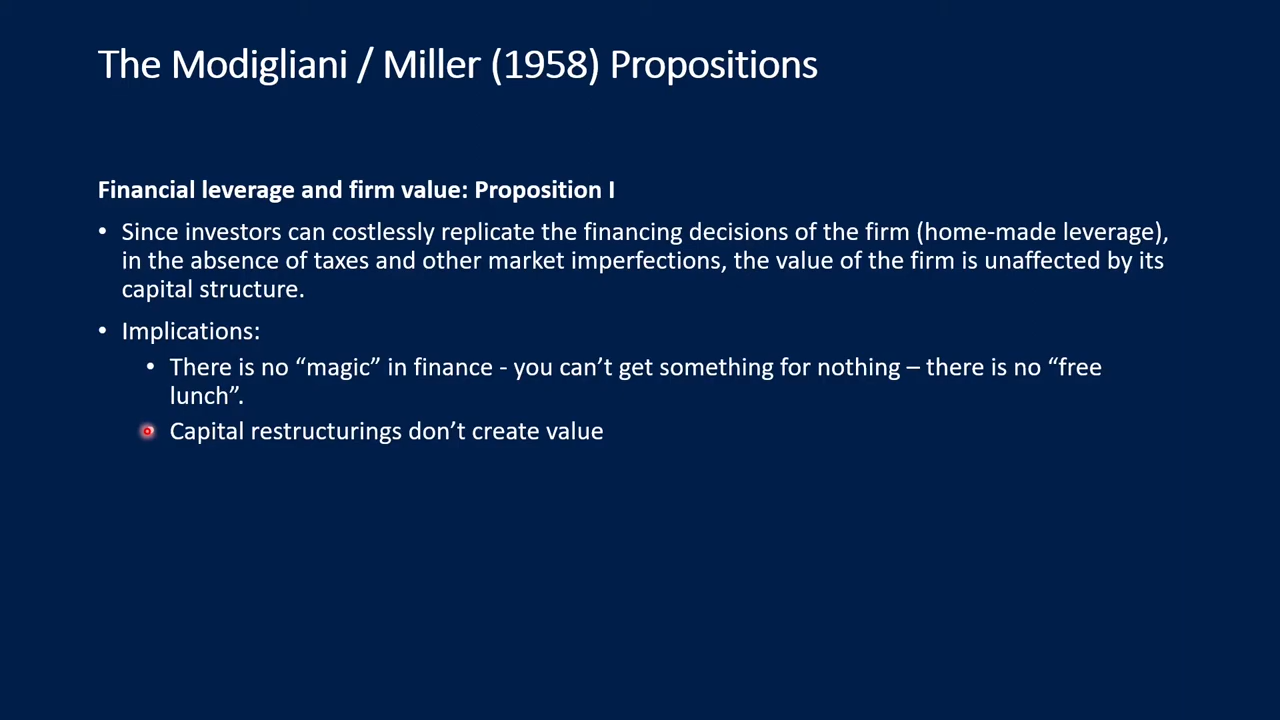 The Modigliani / Miller (1958) Propositions
Financial leverage and firm value: Proposition I
• Since investors can costlessly replicate the financing decisions of the firm (home-made leverage),
in the absence of taxes and other market imperfections, the value of the firm is unaffected by its
capital structure.
• Implications:
• There is no “magic” in finance - you can’t get something for nothing – there is no “free
lunch”.
Capital restructurings don’t create value